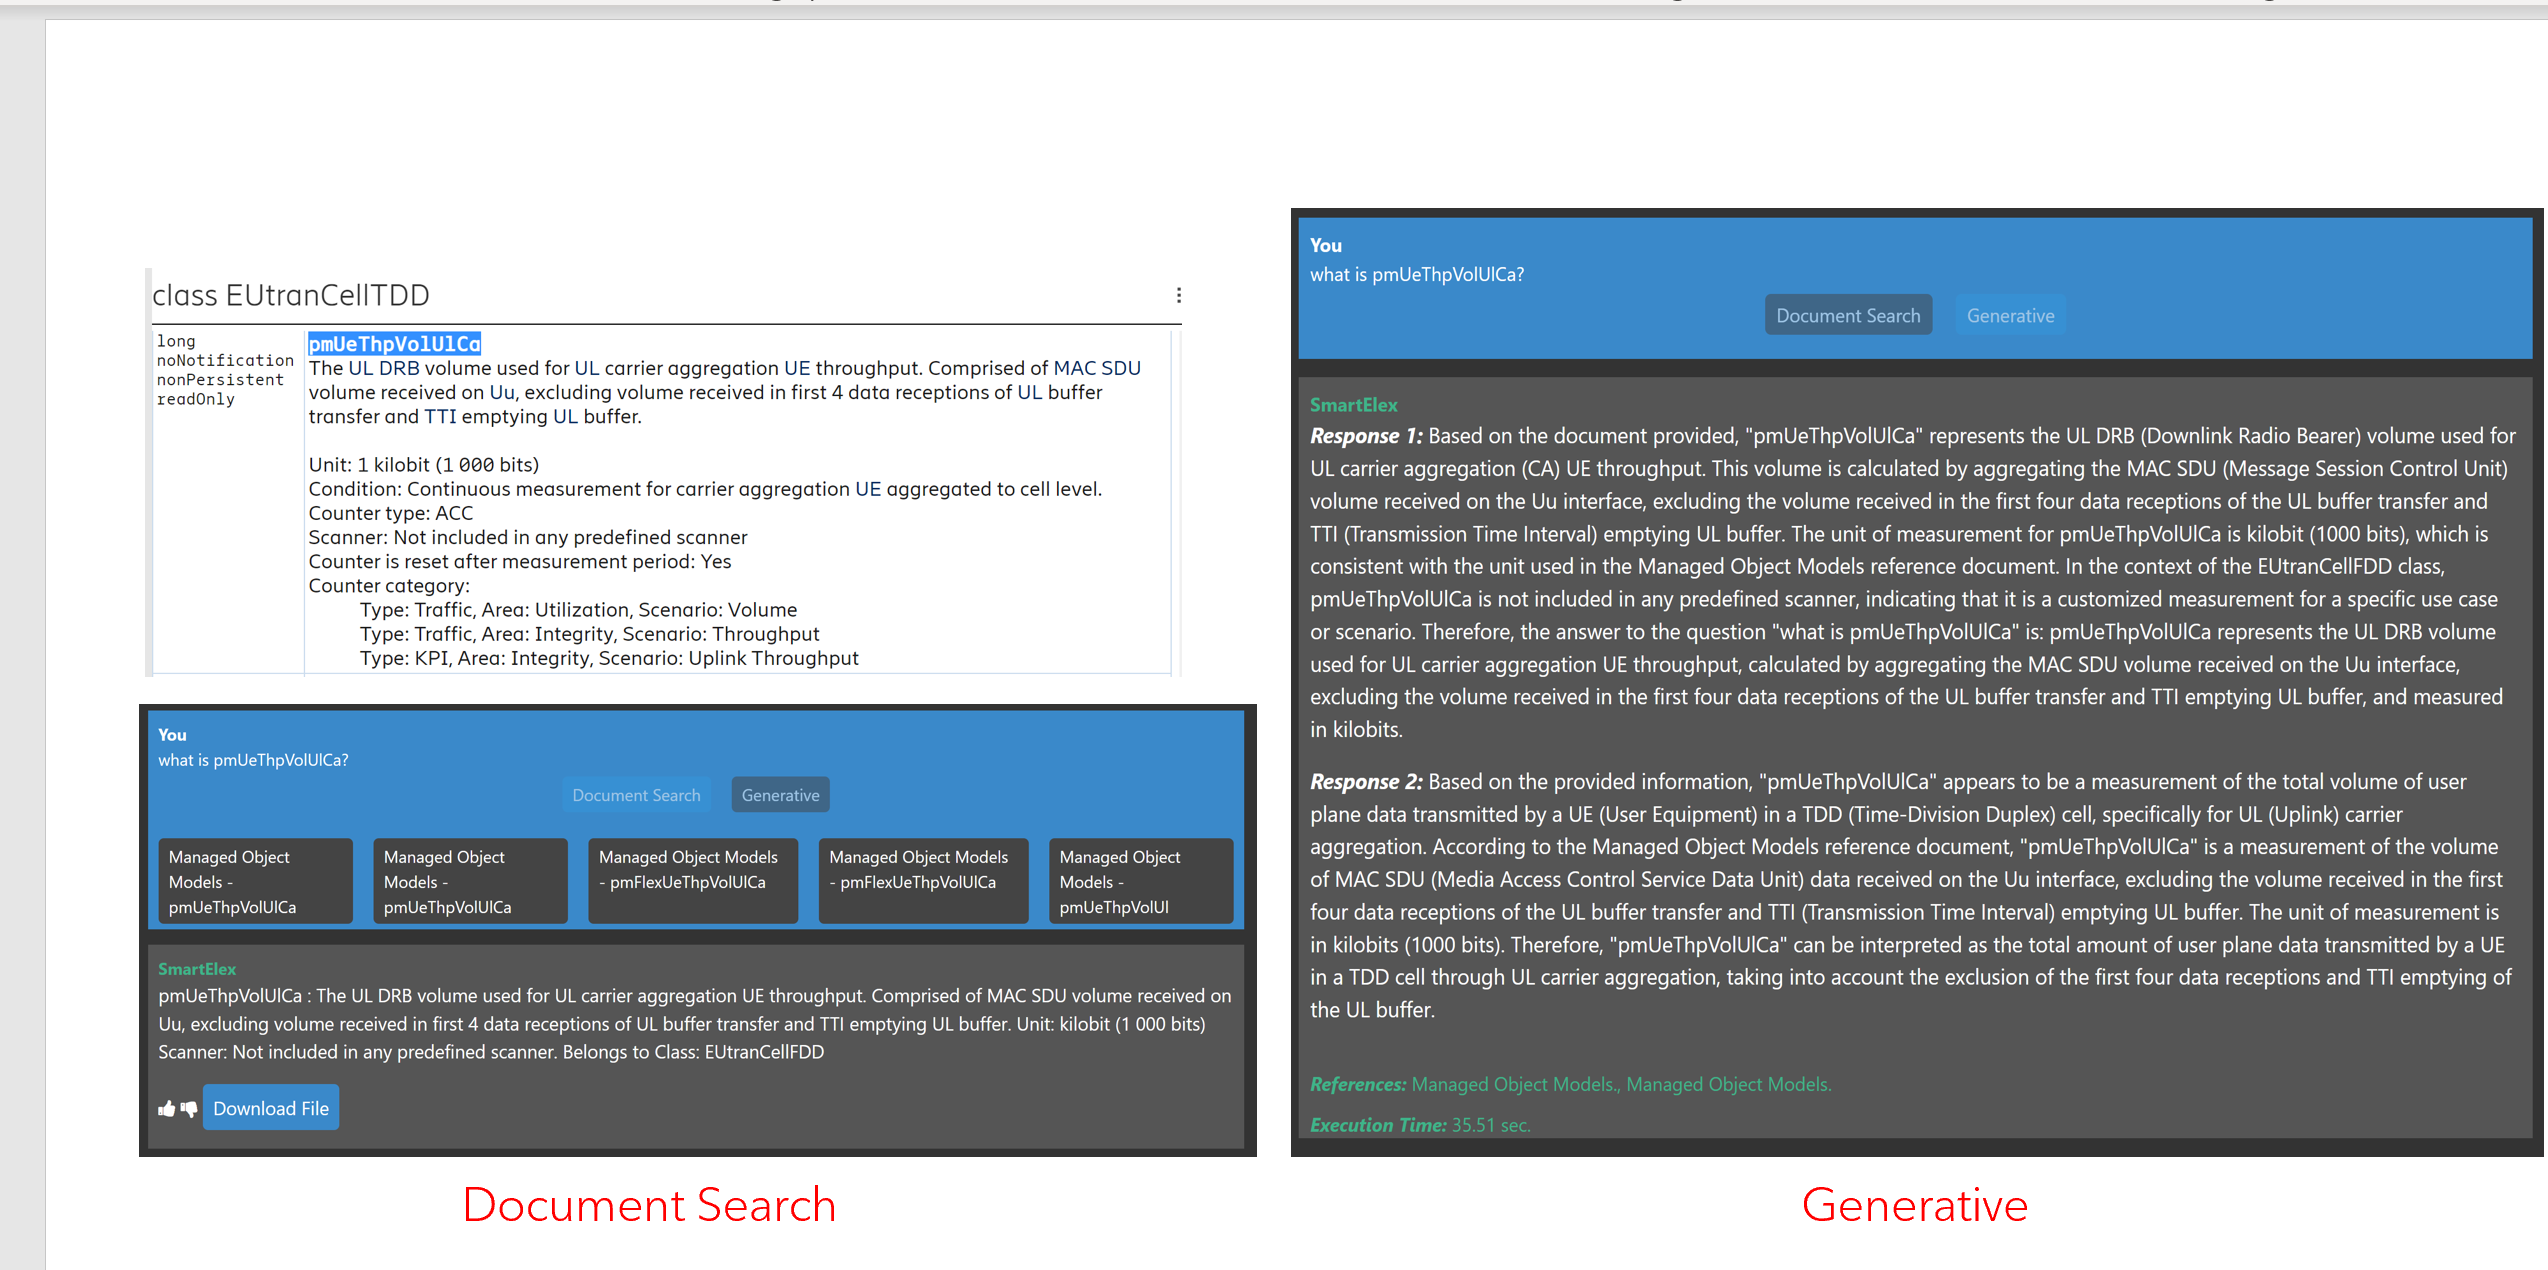 class EUtranCellTDD
long
noNotification
nonPersistent
readOnly
pmUeThpVolUlCa
The UL DRB volume used for UL carrier aggregation UE throughput. Comprised of MAC SDU
volume received on Uu, excluding volume received in first 4 data receptions of UL buffer
transfer and TTI emptying UL buffer.
Unit: 1 kilobit (1 000 bits)
Condition: Continuous measurement for carrier aggregation UE aggregated to cell level.
Counter type: ACC
Scanner: Not included in any predefined scanner
Counter is reset after measurement period: Yes
Counter category:
Type: Traffic, Area: Utilization, Scenario: Volume
Type: Traffic, Area: Integrity, Scenario: Throughput
Type: KPI, Area: Integrity, Scenario: Uplink Throughput
You
what is pmUeThpVolUlCa?
Document Search
Generative
Managed Object
Models -
pmUeThpVolUlCa
Managed Object
Models -
pmUeThpVolUlCa
Managed Object Models
- pmFlexUeThpVolUlCa
Managed Object Models
- pmFlexUeThpVolUlCa
Managed Object
Models -
pmUeThpVolUl
SmartElex
pmUeThpVolUlCa : The UL DRB volume used for UL carrier aggregation UE throughput. Comprised of MAC SDU volume received on
Uu, excluding volume received in first 4 data receptions of UL buffer transfer and TTI emptying UL buffer. Unit: kilobit (1 000 bits)
Scanner: Not included in any predefined scanner. Belongs to Class: EUtranCellFDD
Download File
Document Search
You
what is pmUeThpVolUlCa?
Document Search
Generative
SmartElex
Response 1: Based on the document provided, "pmUeThpVolUlCa" represents the UL DRB (Downlink Radio Bearer) volume used for
UL carrier aggregation (CA) UE throughput. This volume is calculated by aggregating the MAC SDU (Message Session Control Unit)
volume received on the Uu interface, excluding the volume received in the first four data receptions of the UL buffer transfer and
TTI (Transmission Time Interval) emptying UL buffer. The unit of measurement for pmUeThpVolUlCa is kilobit (1000 bits), which is
consistent with the unit used in the Managed Object Models reference document. In the context of the EUtranCellFDD class,
pmUeThpVolUlCa is not included in any predefined scanner, indicating that it is a customized measurement for a specific use case
or scenario. Therefore, the answer to the question "what is pmUeThpVolUlCa" is: pmUeThpVolUlCa represents the UL DRB volume
used for UL carrier aggregation UE throughput, calculated by aggregating the MAC SDU volume received on the Uu interface,
excluding the volume received in the first four data receptions of the UL buffer transfer and TTI emptying UL buffer, and measured
in kilobits.
Response 2: Based on the provided information, "pmUeThpVolUlCa" appears to be a measurement of the total volume of user
plane data transmitted by a UE (User Equipment) in a TDD (Time-Division Duplex) cell, specifically for UL (Uplink) carrier
aggregation. According to the Managed Object Models reference document, "pmUeThpVolUlCa" is a measurement of the volume
of MAC SDU (Media Access Control Service Data Unit) data received on the Uu interface, excluding the volume received in the first
four data receptions of the UL buffer transfer and TTI (Transmission Time Interval) emptying UL buffer. The unit of measurement is
in kilobits (1000 bits). Therefore, "pmUeThpVolUlCa" can be interpreted as the total amount of user plane data transmitted by a UE
in a TDD cell through UL carrier aggregation, taking into account the exclusion of the first four data receptions and TTI emptying of
the UL buffer.
References: Managed Object Models., Managed Object Models.
Execution Time: 35.51 sec.
Generative